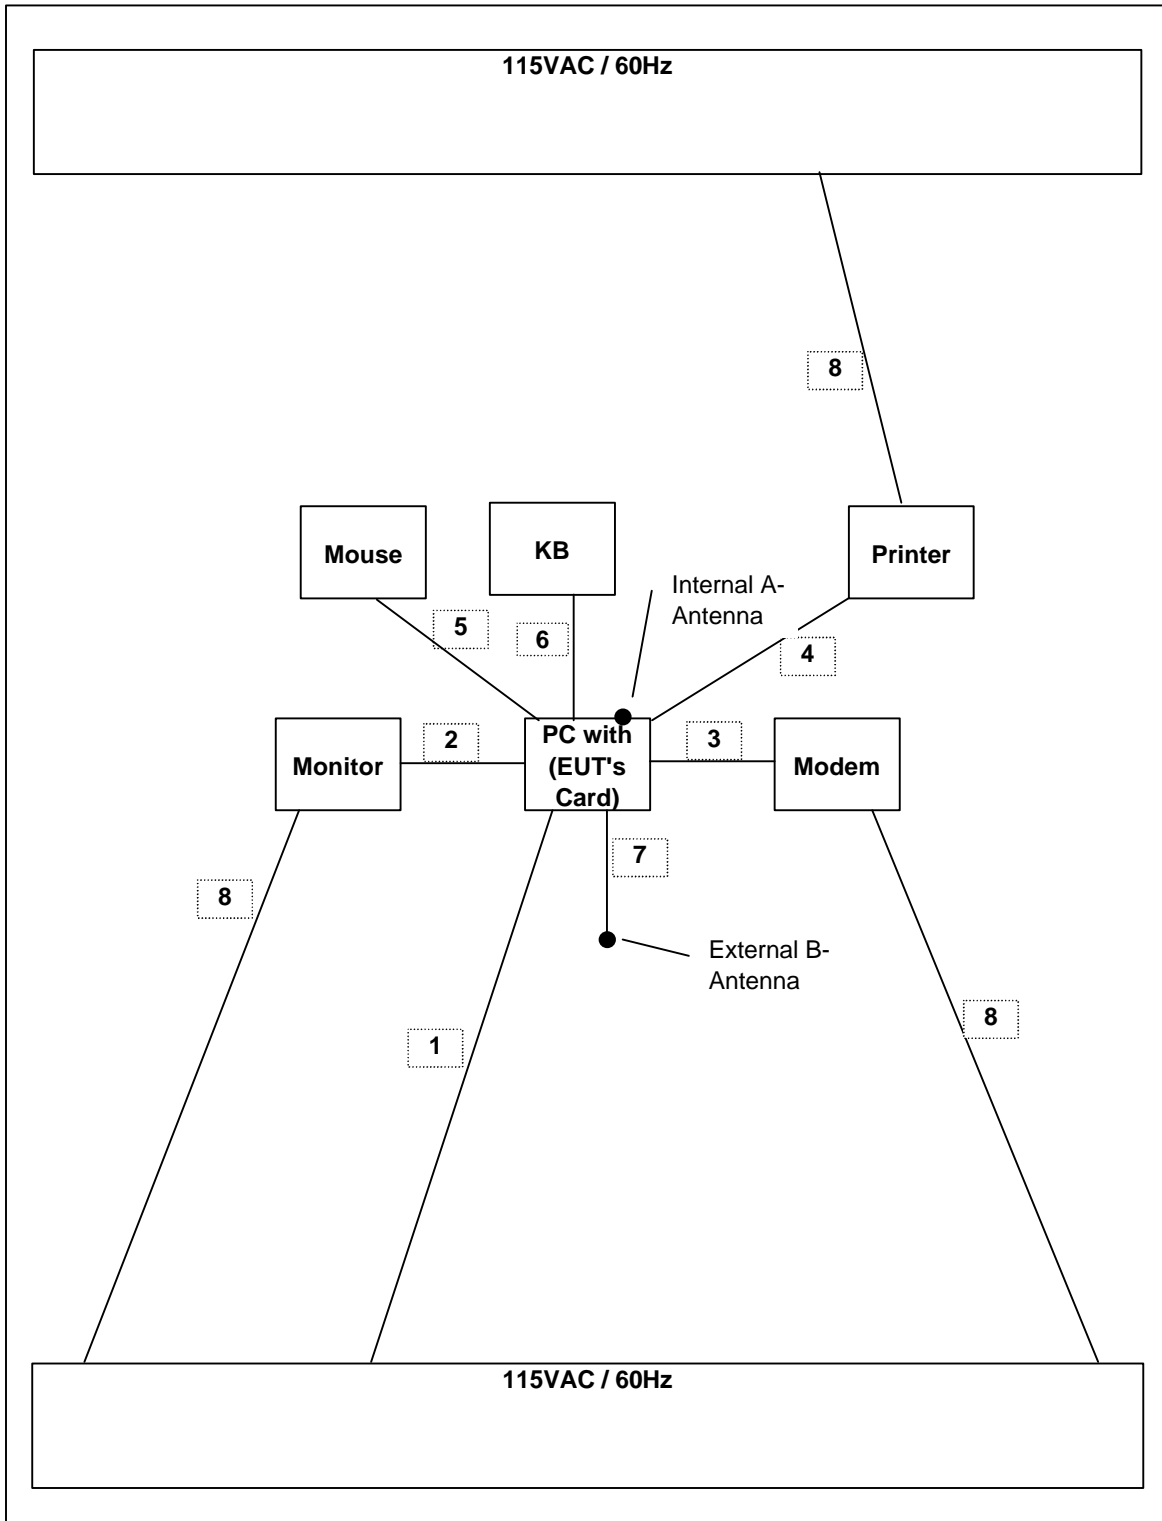 115VAC / 60Hz
8
Mouse
KB
Printer
Internal A-
Antenna
5
6
4
Monitor
2
PC with
(EUT's
Card)
3
Modem
7
8
External B-
Antenna
8
1
115VAC / 60Hz